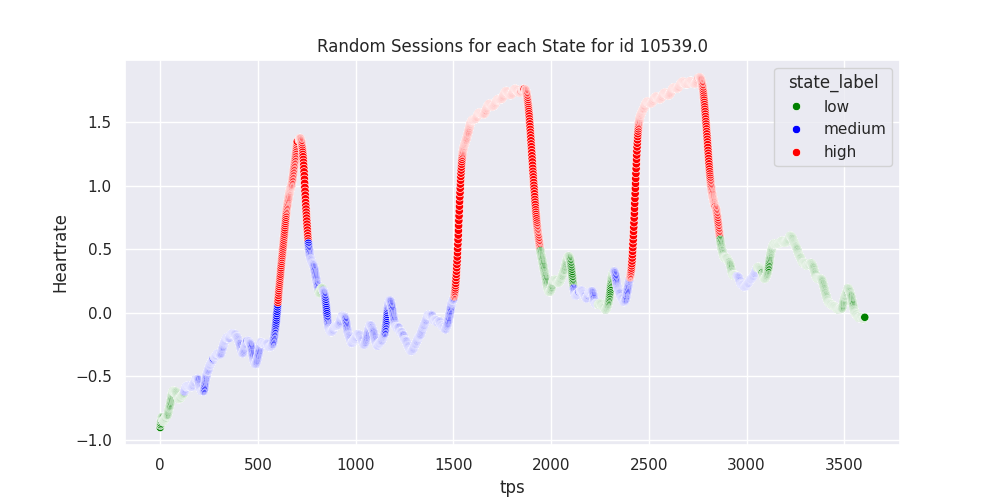 Random Sessions for each State for id 10539.0
state_label
low
medium
high
Heartrate
1.5
1.0
0.5
0.0
−0.5
−1.0
0 500 1000 1500 2000 2500 3000 3500
tps